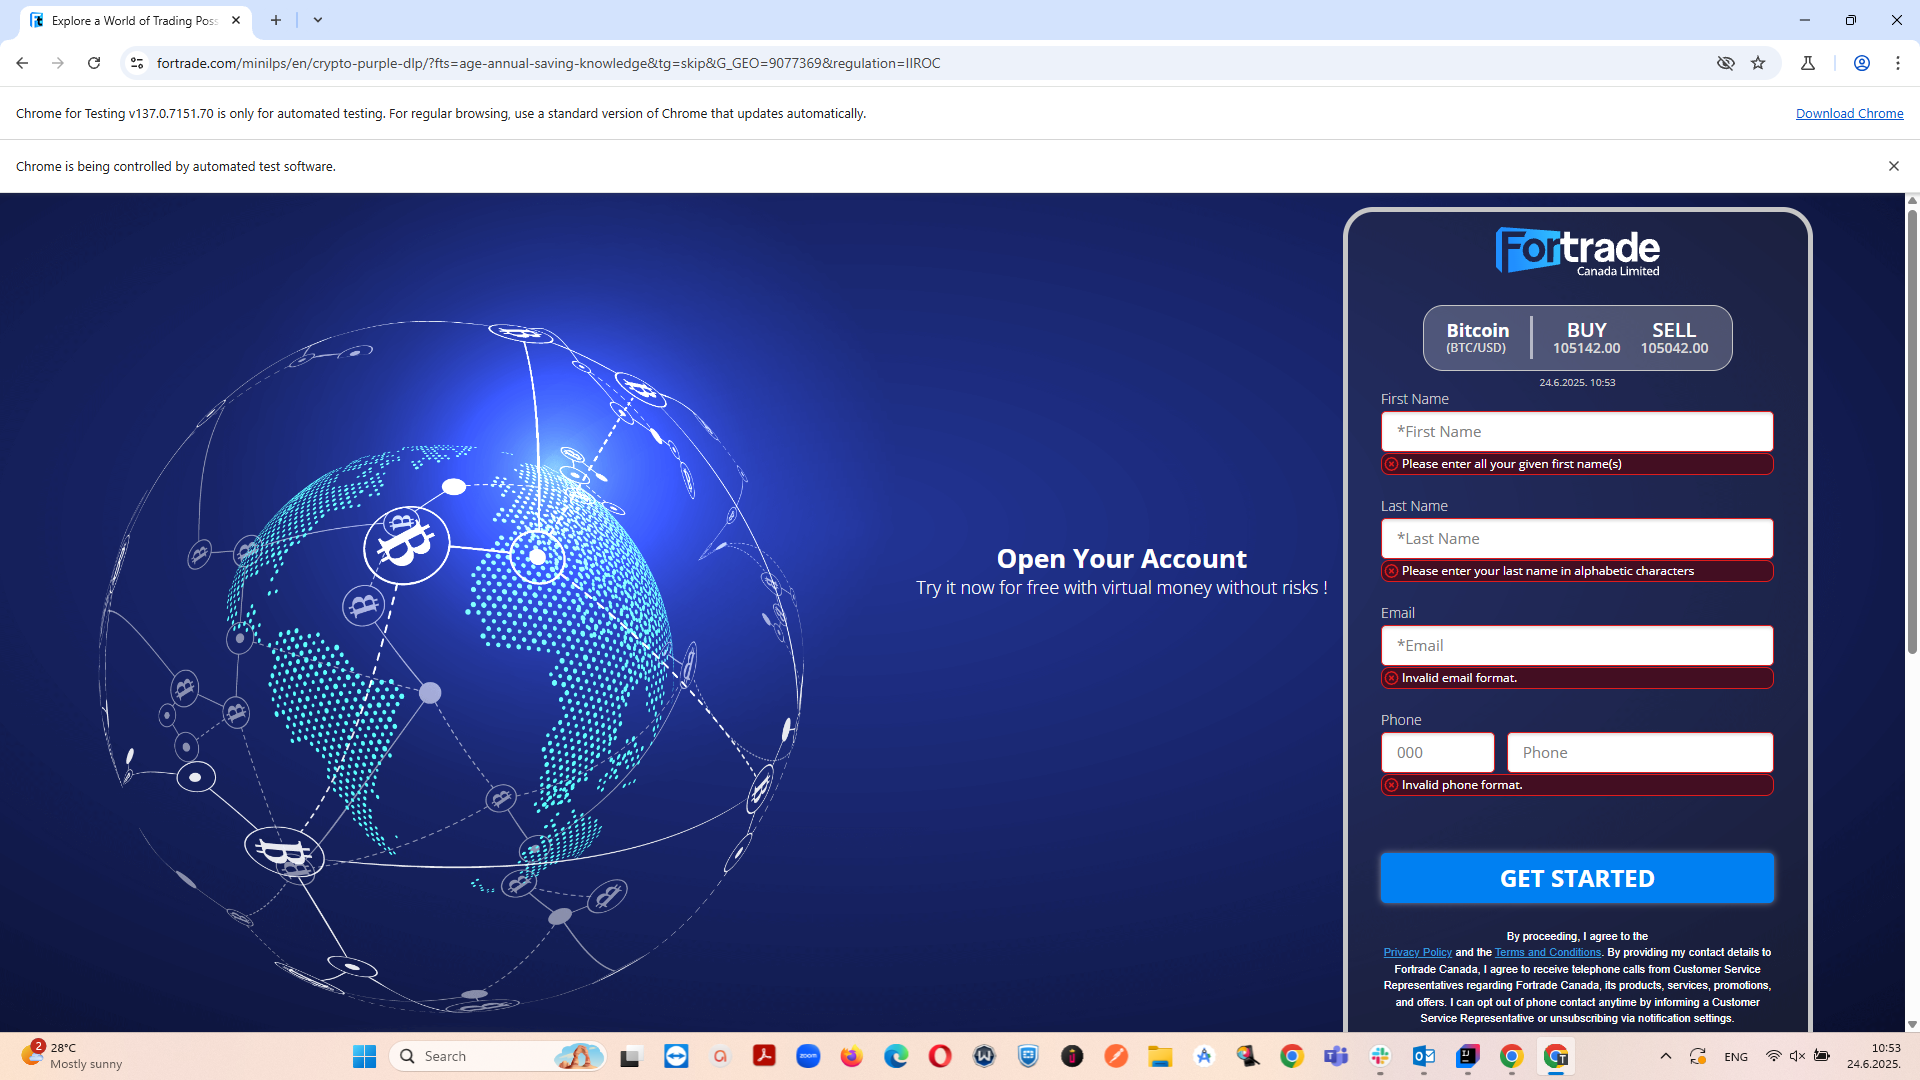 Explore a World of Trading Poss
fortrade.com/minilps/en/crypto-purple-dlp/?fts=age-annual-saving-knowledge&tg=skip&G_GEO=9077369&regulation=IIROC
Chrome for Testing v137.0.7151.70 is only for automated testing. For regular browsing, use a standard version of Chrome that updates automatically.
Download Chrome
Chrome is being controlled by automated test software.
Fortrade
Canada Limited
Bitcoin
(BTC/USD)
BUY
105142.00
SELL
105042.00
24.6.2025. 10:53
First Name
*First Name
Please enter all your given first name(s)
Last Name
*Last Name
Please enter your last name in alphabetic characters
Email
*Email
Invalid email format.
Phone
000
Phone
Invalid phone format.
Open Your Account
Try it now for free with virtual money without risks !
GET STARTED
By proceeding, I agree to the
Privacy Policy and the Terms and Conditions. By providing my contact details to
Fortrade Canada, I agree to receive telephone calls from Customer Service
Representatives regarding Fortrade Canada, its products, services, promotions,
and offers. I can opt out of phone contact anytime by informing a Customer
Service Representative or unsubscribing via notification settings.
2
28°C
Mostly sunny
Search
zoom
ENG
10:53
24.6.2025.